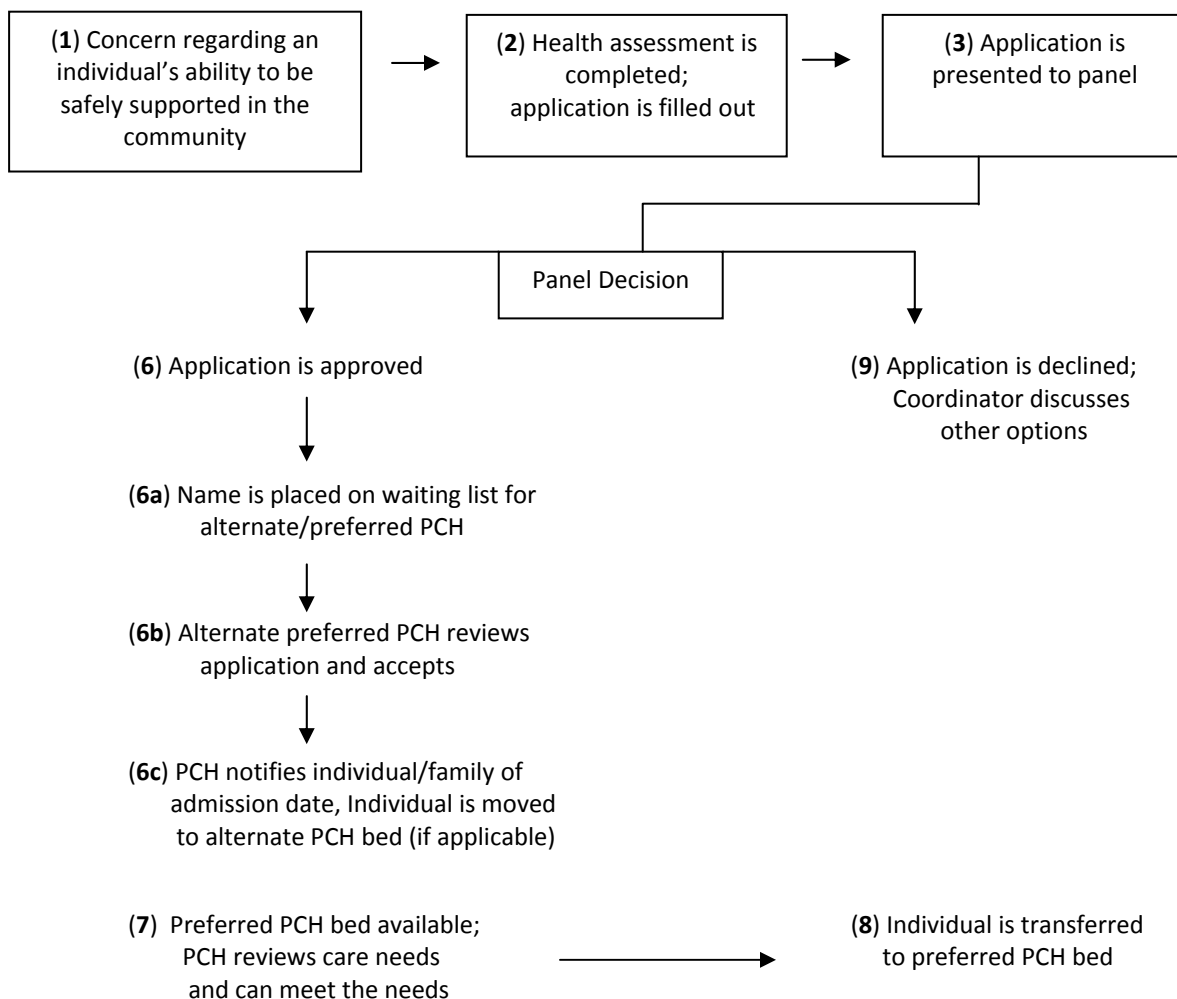 (1) Concern regarding an
individual’s ability to be
safely supported in the
community
(2) Health assessment is
completed;
application is filled out
(3) Application is
presented to panel
Panel Decision
(6) Application is approved
(9) Application is declined;
Coordinator discusses
other options
(6a) Name is placed on waiting list for
alternate/preferred PCH
(6b) Alternate preferred PCH reviews
application and accepts
(6c) PCH notifies individual/family of
admission date, Individual is moved
to alternate PCH bed (if applicable)
(7) Preferred PCH bed available;
PCH reviews care needs
and can meet the needs
(8) Individual is transferred
to preferred PCH bed